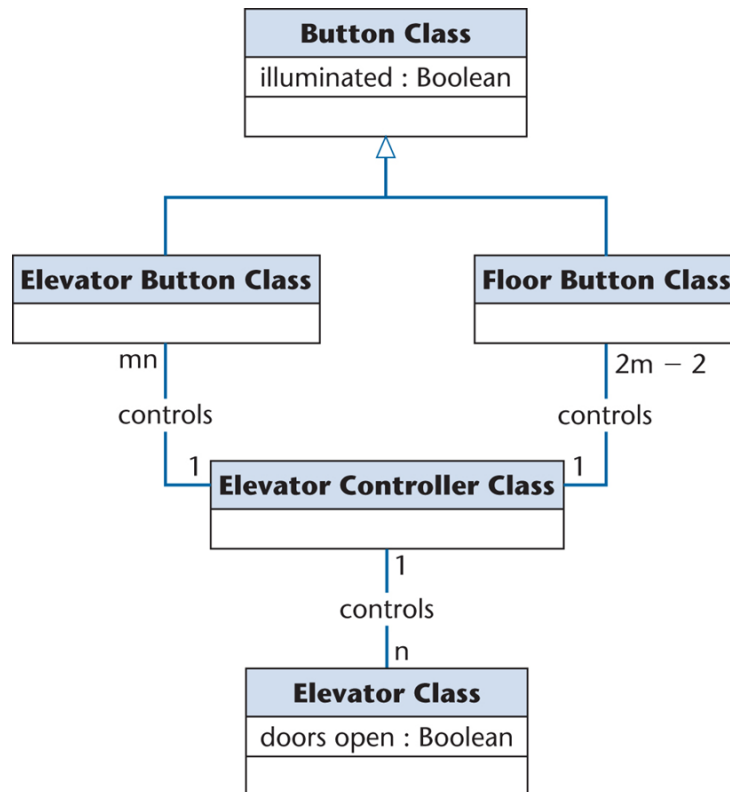 Button Class
illuminated : Boolean
Elevator Button Class
Floor Button Class
mn
2m − 2
controls
controls
1
1
Elevator Controller Class
1
controls
n
Elevator Class
doors open : Boolean